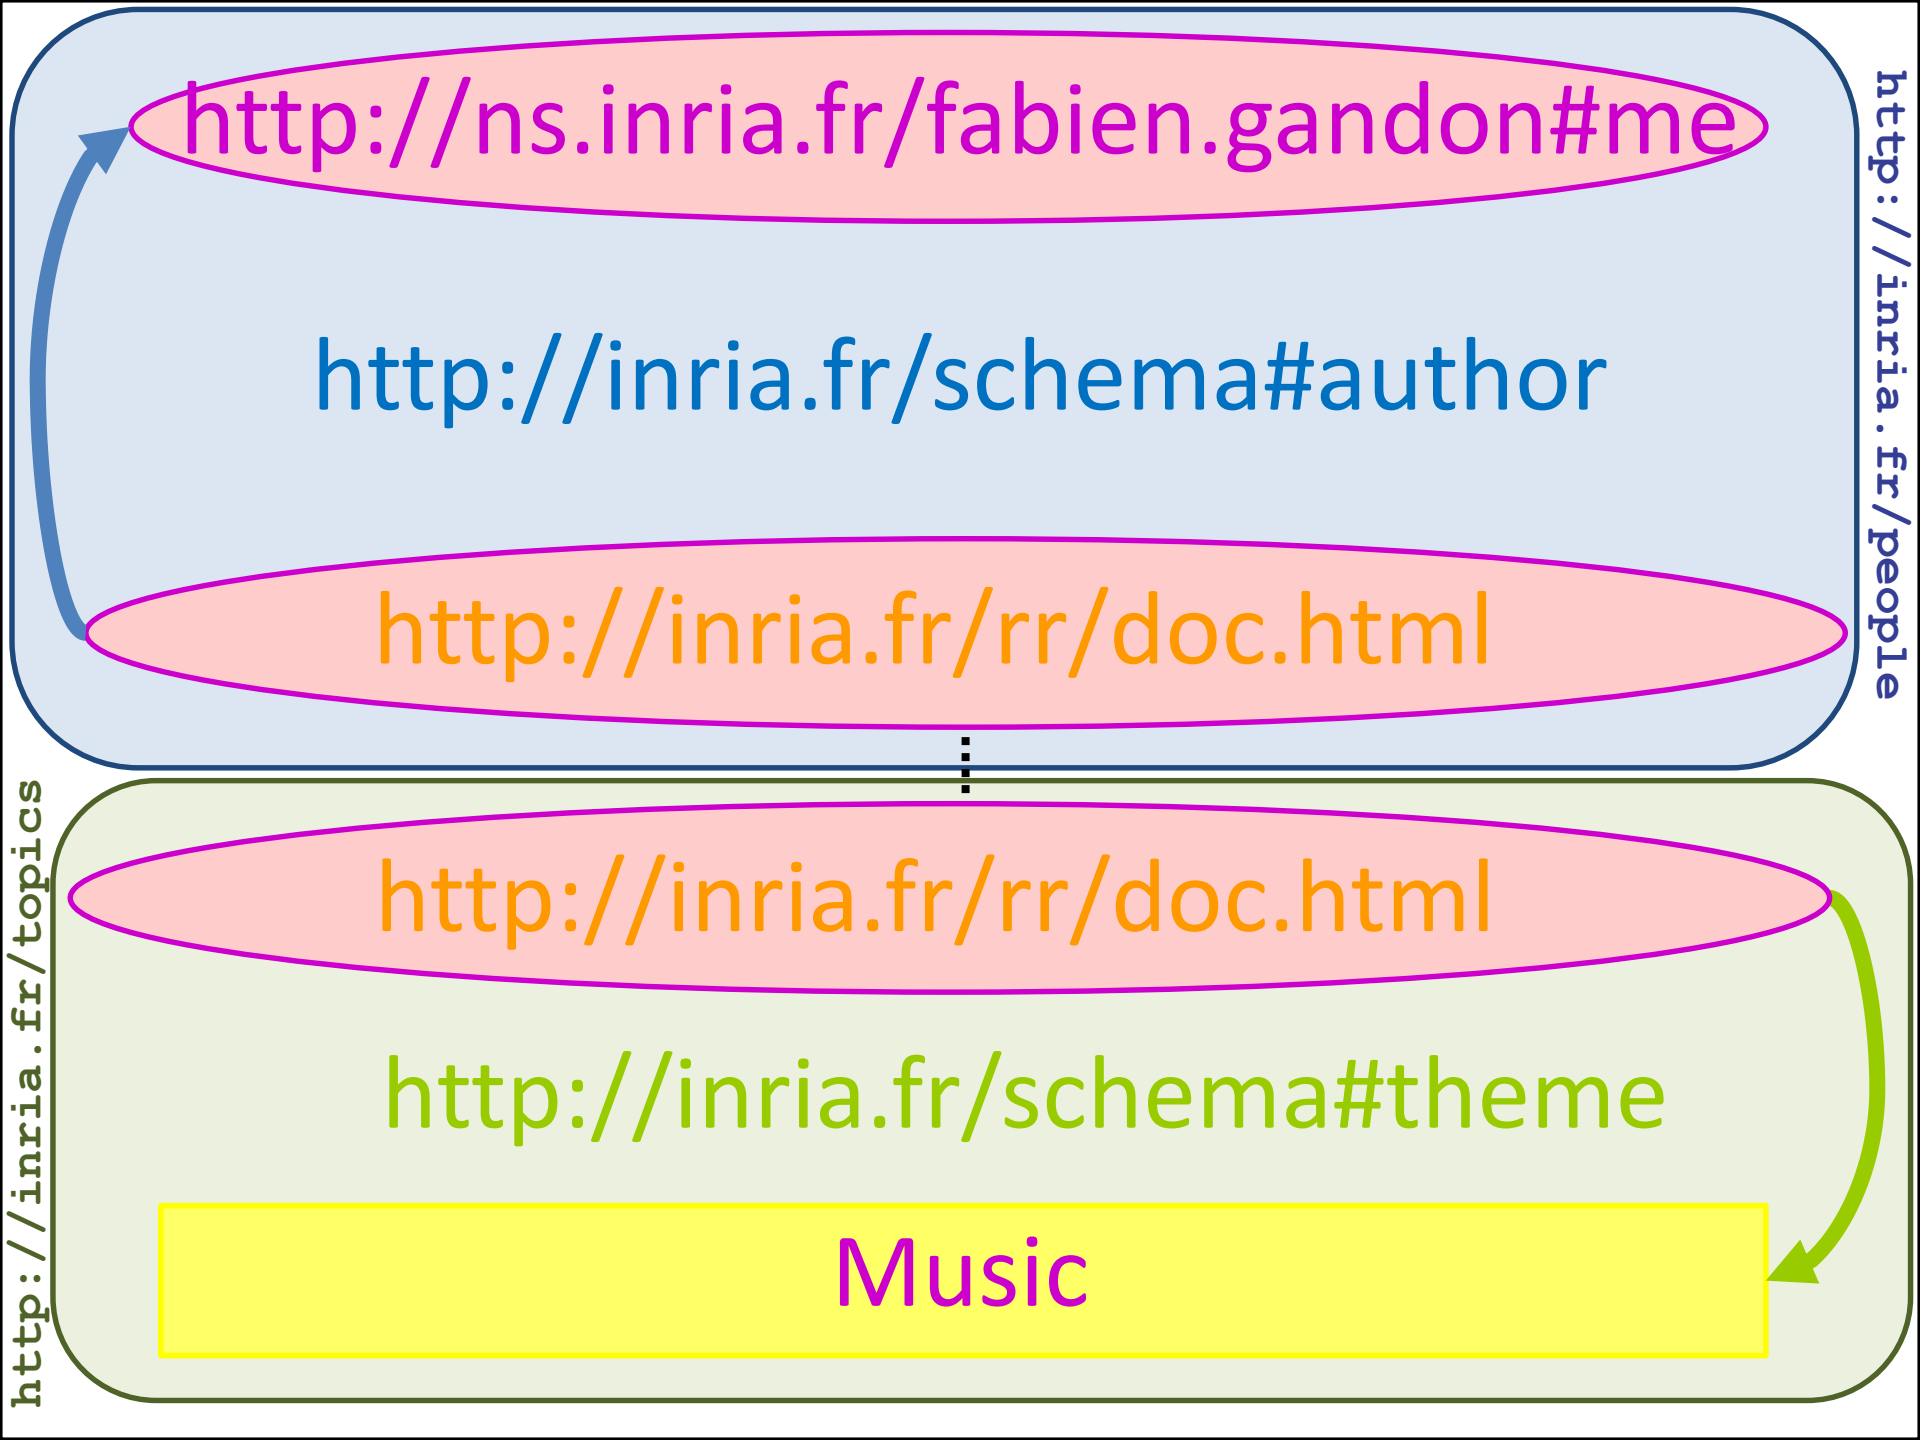 http://ns.inria.fr/fabien.gandon#me
http://inria.fr/schema#author
http://inria.fr/rr/doc.html
http://inria.fr/people
http://inria.fr/rr/doc.html
http://inria.fr/schema#theme
Music
http://inria.fr/topics